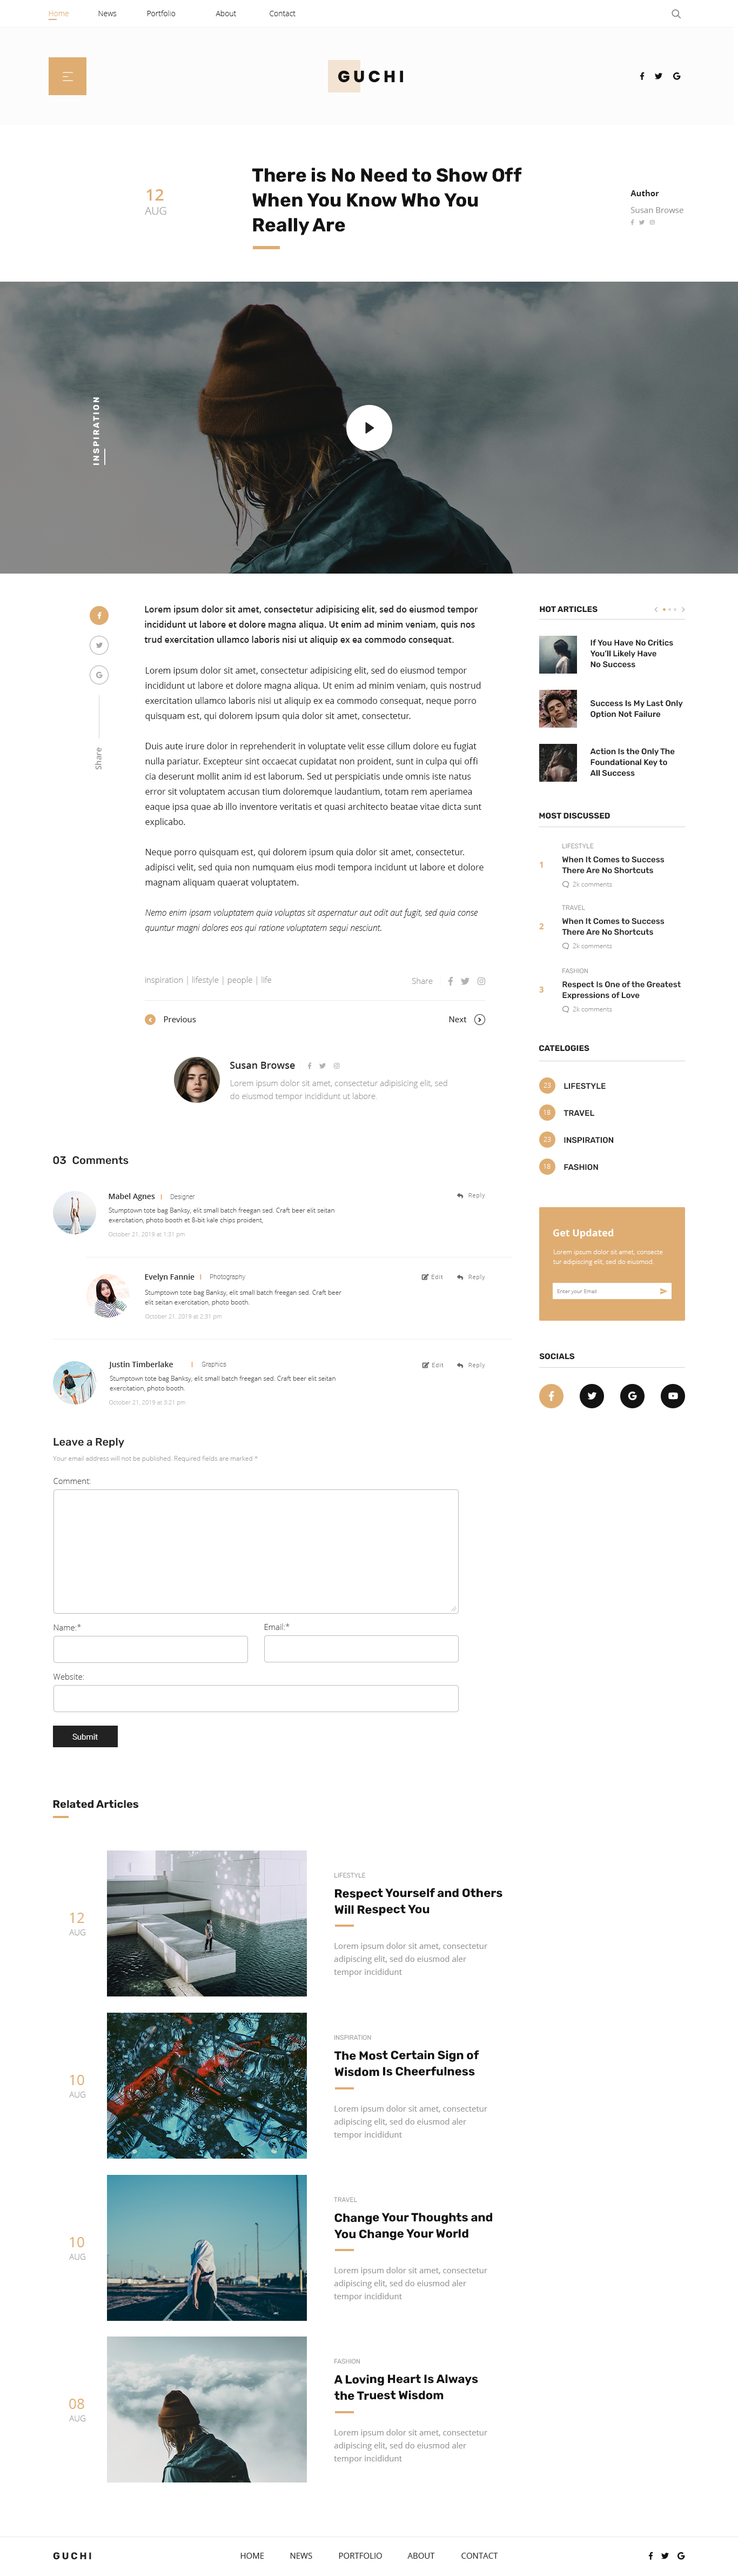 Home News Portfolio About Contact
GUCHI
12
AUG
There is No Need to Show Off
When You Know Who You
Really Are
Author
Susan Browse
INSPIRATION
Share
Lorem ipsum dolor sit amet, consectetur adipisicing elit, sed do eiusmod tempor
incididunt ut labore et dolore magna aliqua. Ut enim ad minim veniam, quis nos
trud exercitation ullamco laboris nisi ut aliquip ex ea commodo consequat.
Lorem ipsum dolor sit amet, consectetur adipisicing elit, sed do eiusmod tempor
incididunt ut labore et dolore magna aliqua. Ut enim ad minim veniam, quis nostrud
exercitation ullamco laboris nisi ut aliquip ex ea commodo consequat, neque porro
quisquam est, qui dolorem ipsum quia dolor sit amet, consectetur.
Duis aute irure dolor in reprehenderit in voluptate velit esse cillum dolore eu fugiat
nulla pariatur. Excepteur sint occaecat cupidatat non proident, sunt in culpa qui offi
cia deserunt mollit anim id est laborum. Sed ut perspiciatis unde omnis iste natus
error sit voluptatem accusan tium doloremque laudantium, totam rem aperiamea
eaque ipsa quae ab illo inventore veritatis et quasi architecto beatae vitae dicta sunt
explicabo.
Neque porro quisquam est, qui dolorem ipsum quia dolor sit amet, consectetur.
adipisci velit, sed quia non numquam eius modi tempora incidunt ut labore et dolore
magnam aliquam quaerat voluptatem.
Nemo enim ipsam voluptatem quia voluptas sit aspernatur aut odit aut fugit, sed quia conse
quuntur magni dolores eos qui ratione voluptatem sequi nesciunt.
inspiration | lifestyle | people | life
Share
Previous
Next
Susan Browse
Lorem ipsum dolor sit amet, consectetur adipisicing elit, sed
do eiusmod tempor incididunt ut labore.
HOT ARTICLES
If You Have No Critics
You'll Likely Have
No Success
Success Is My Last Only
Option Not Failure
Action Is the Only The
Foundational Key to
All Success
MOST DISCUSSED
1
LIFESTYLE
When It Comes to Success
There Are No Shortcuts
2k comments
2
TRAVEL
When It Comes to Success
There Are No Shortcuts
2k comments
3
FASHION
Respect Is One of the Greatest
Expressions of Love
2k comments
CATELOGIES
23 LIFESTYLE
18 TRAVEL
23 INSPIRATION
18 FASHION
Get Updated
Lorem ipsum dolor sit amet, consecte
tur adipiscing elit, sed do eiusmod.
Enter your Email
SOCIALS
03 Comments
Mabel Agnes | Designer
Reply
Stumptown tote bag Banksy, elit small batch freegan sed. Craft beer elit seitan
exercitation, photo booth et 8-bit kale chips proident,
October 21, 2019 at 1:31 pm
Evelyn Fannie | Photography
Edit Reply
Stumptown tote bag Banksy, elit small batch freegan sed. Craft beer
elit seitan exercitation, photo booth.
October 21, 2019 at 2:31 pm
Justin Timberlake | Graphics
Edit Reply
Stumptown tote bag Banksy, elit small batch freegan sed. Craft beer elit seitan
exercitation, photo booth.
October 21, 2019 at 3:21 pm
Leave a Reply
Your email address will not be published. Required fields are marked *
Comment:
Name:*
Email:*
Website:
Submit
Related Articles
12
AUG
LIFESTYLE
Respect Yourself and Others
Will Respect You
Lorem ipsum dolor sit amet, consectetur
adipiscing elit, sed do eiusmod aler
tempor incididunt
10
AUG
INSPIRATION
The Most Certain Sign of
Wisdom Is Cheerfulness
Lorem ipsum dolor sit amet, consectetur
adipiscing elit, sed do eiusmod aler
tempor incididunt
10
AUG
TRAVEL
Change Your Thoughts and
You Change Your World
Lorem ipsum dolor sit amet, consectetur
adipiscing elit, sed do eiusmod aler
tempor incididunt
08
AUG
FASHION
A Loving Heart Is Always
the Truest Wisdom
Lorem ipsum dolor sit amet, consectetur
adipiscing elit, sed do eiusmod aler
tempor incididunt
GUCHI
HOME NEWS PORTFOLIO ABOUT CONTACT